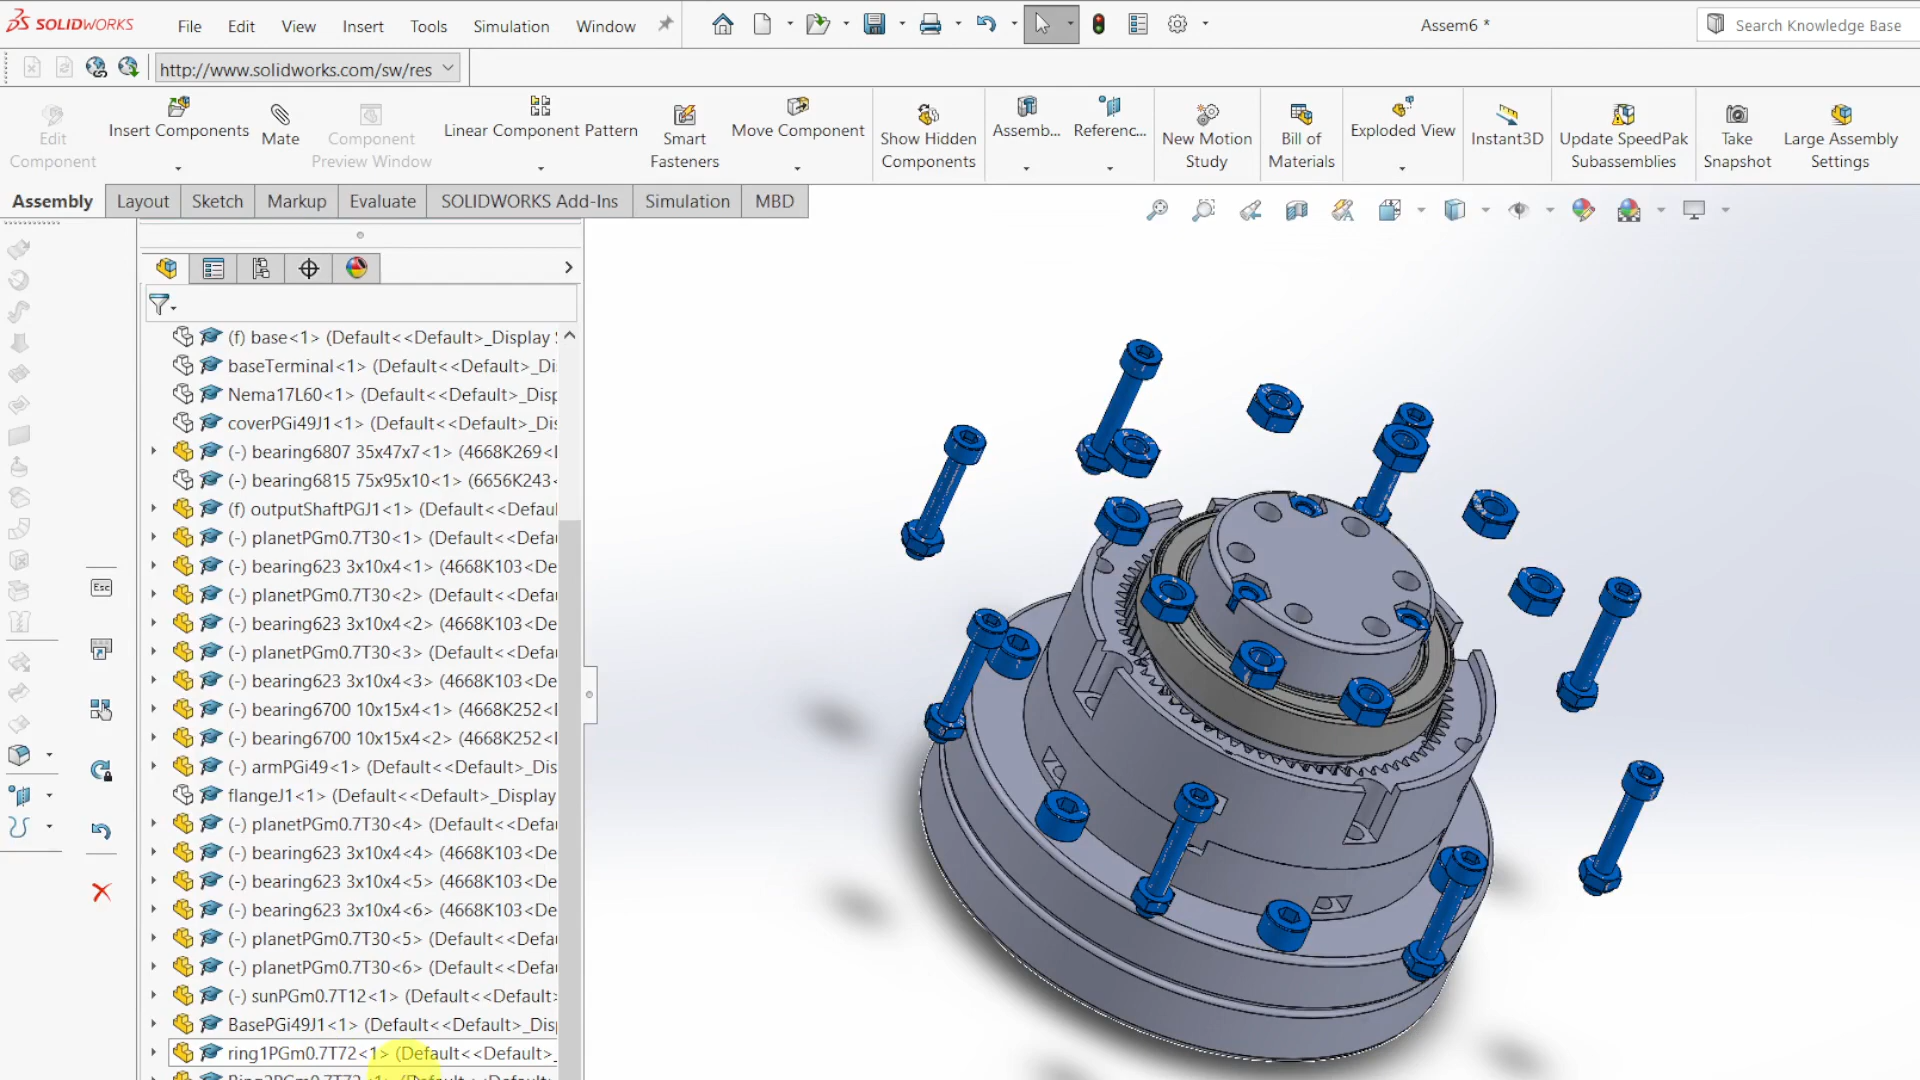 SOLIDWORKS
File Edit View Insert Tools Simulation Window
Assem6 *
Search Knowledge Base
http://www.solidworks.com/sw/res
Edit Component
Insert Components
Mate
Component Preview Window
Linear Component Pattern
Smart Fasteners
Move Component
Show Hidden Components
Assemb...
Referenc...
New Motion Study
Bill of Materials
Exploded View
Instant3D
Update SpeedPak Subassemblies
Take Snapshot
Large Assembly Settings
Assembly Layout Sketch Markup Evaluate SOLIDWORKS Add-Ins Simulation MBD
(f) base<1> (Default<<Default>_Display
baseTerminal<1> (Default<<Default>_Di
Nema17L60<1> (Default<<Default>_Disp
coverPGi49J1<1> (Default<<Default>_Di
(-) bearing6807 35x47x7<1> (4668K269<
(-) bearing6815 75x95x10<1> (6656K243
(f) outputShaftPGJ1<1> (Default<<Defau
(-) planetPGm0.7T30<1> (Default<<Defa
(-) bearing623 3x10x4<1> (4668K103<De
(-) planetPGm0.7T30<2> (Default<<Defa
(-) bearing623 3x10x4<2> (4668K103<De
(-) planetPGm0.7T30<3> (Default<<Defa
(-) bearing623 3x10x4<3> (4668K103<De
(-) bearing6700 10x15x4<1> (4668K252<
(-) bearing6700 10x15x4<2> (4668K252<
(-) armPGi49<1> (Default<<Default>_Dis
flangeJ1<1> (Default<<Default>_Display
(-) planetPGm0.7T30<4> (Default<<Defa
(-) bearing623 3x10x4<4> (4668K103<De
(-) bearing623 3x10x4<5> (4668K103<De
(-) bearing623 3x10x4<6> (4668K103<De
(-) planetPGm0.7T30<5> (Default<<Defa
(-) planetPGm0.7T30<6> (Default<<Defa
(-) sunPGm0.7T12<1> (Default<<Default>
BasePGi49J1<1> (Default<<Default>_Dis
ring1PGm0.7T72<1> (Default<<Default>_
Esc